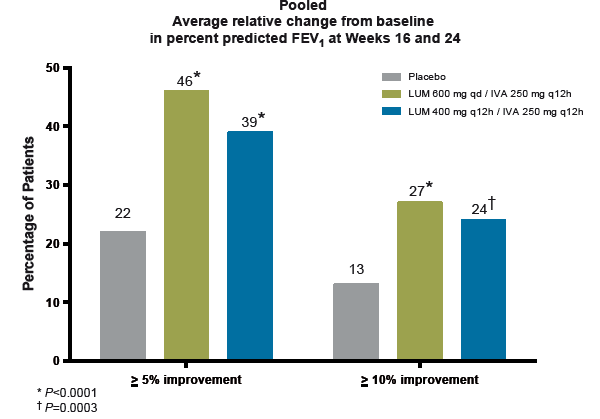 Pooled
Average relative change from baseline
in percent predicted FEV₁ at Weeks 16 and 24
Placebo
LUM 600 mg qd / IVA 250 mg q12h
LUM 400 mg q12h / IVA 250 mg q12h
Percentage of Patients
50
40
30
20
10
0
22
46*
39*
13
27*
24†
≥ 5% improvement
≥ 10% improvement
* P<0.0001
† P=0.0003